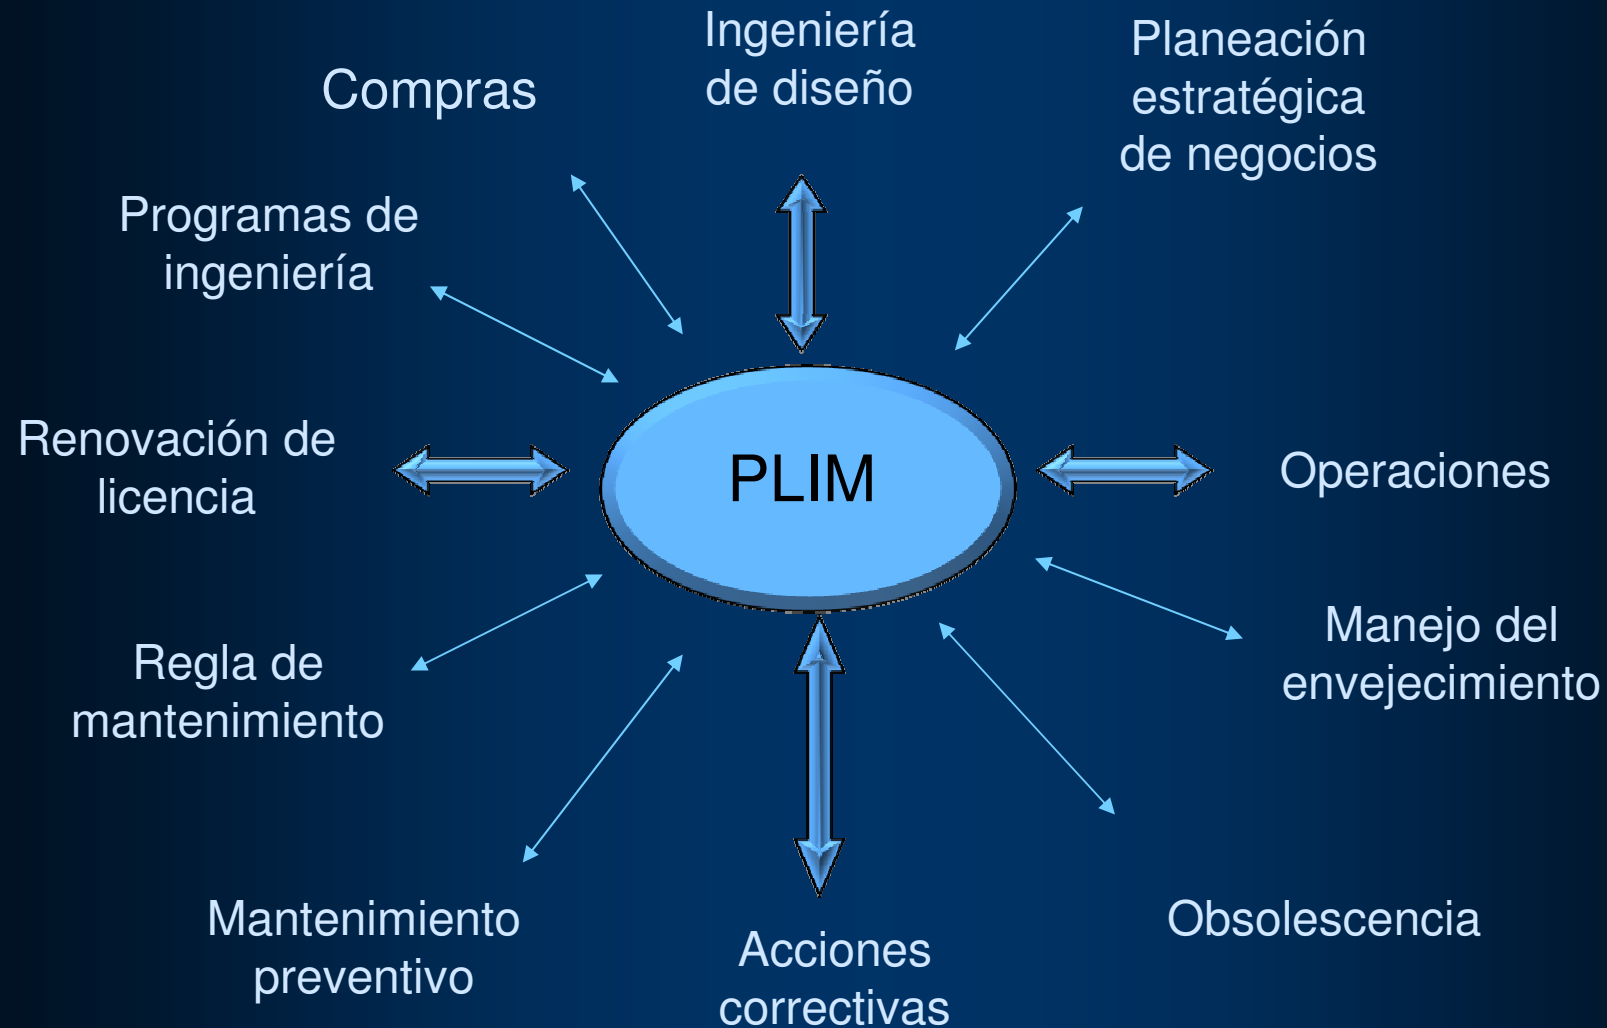 Ingeniería
de diseño
Planeación
estratégica
de negocios
Compras
Programas de
ingeniería
Renovación de
licencia
PLIM
Operaciones
Regla de
mantenimiento
Manejo del
envejecimiento
Mantenimiento
preventivo
Acciones
correctivas
Obsolescencia